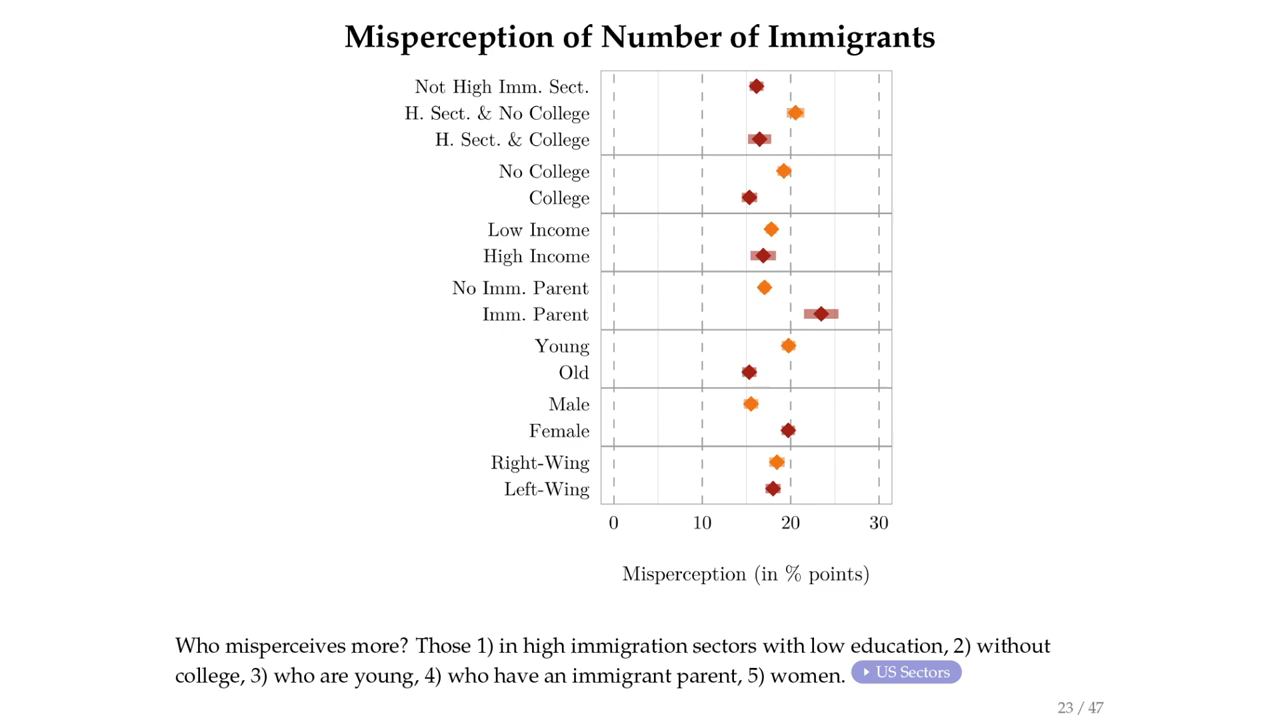 Misperception of Number of Immigrants
Not High Imm. Sect.
H. Sect. & No College
H. Sect. & College
No College
College
Low Income
High Income
No Imm. Parent
Imm. Parent
Young
Old
Male
Female
Right-Wing
Left-Wing
0 10 20 30
Misperception (in % points)
Who misperceives more? Those 1) in high immigration sectors with low education, 2) without
college, 3) who are young, 4) who have an immigrant parent, 5) women. US Sectors
23 / 47